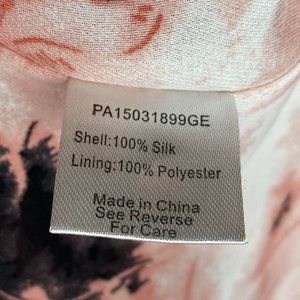 PA15031899GE
Shell:100% Silk
Lining:100% Polyester
Made in China
See Reverse
For Care